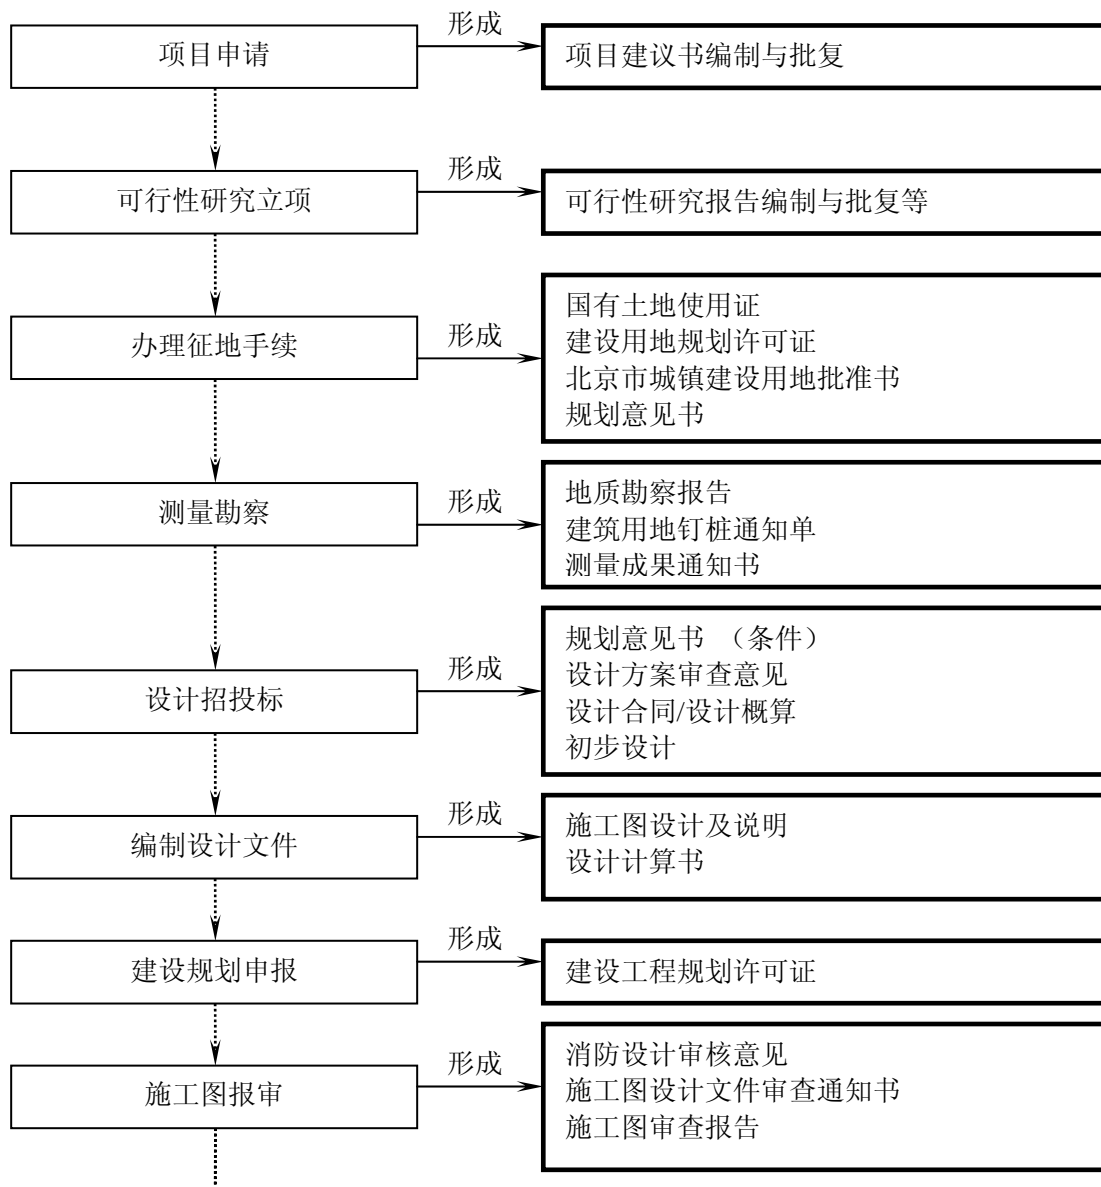 项目申请
形成
项目建议书编制与批复
可行性研究立项
形成
可行性研究报告编制与批复等
办理征地手续
形成
国有土地使用证
建设用地规划许可证
北京市城镇建设用地批准书
规划意见书
测量勘察
形成
地质勘察报告
建筑用地钉桩通知单
测量成果通知书
设计招投标
形成
规划意见书 （条件）
设计方案审查意见
设计合同/设计概算
初步设计
编制设计文件
形成
施工图设计及说明
设计计算书
建设规划申报
形成
建设工程规划许可证
施工图报审
形成
消防设计审核意见
施工图设计文件审查通知书
施工图审查报告